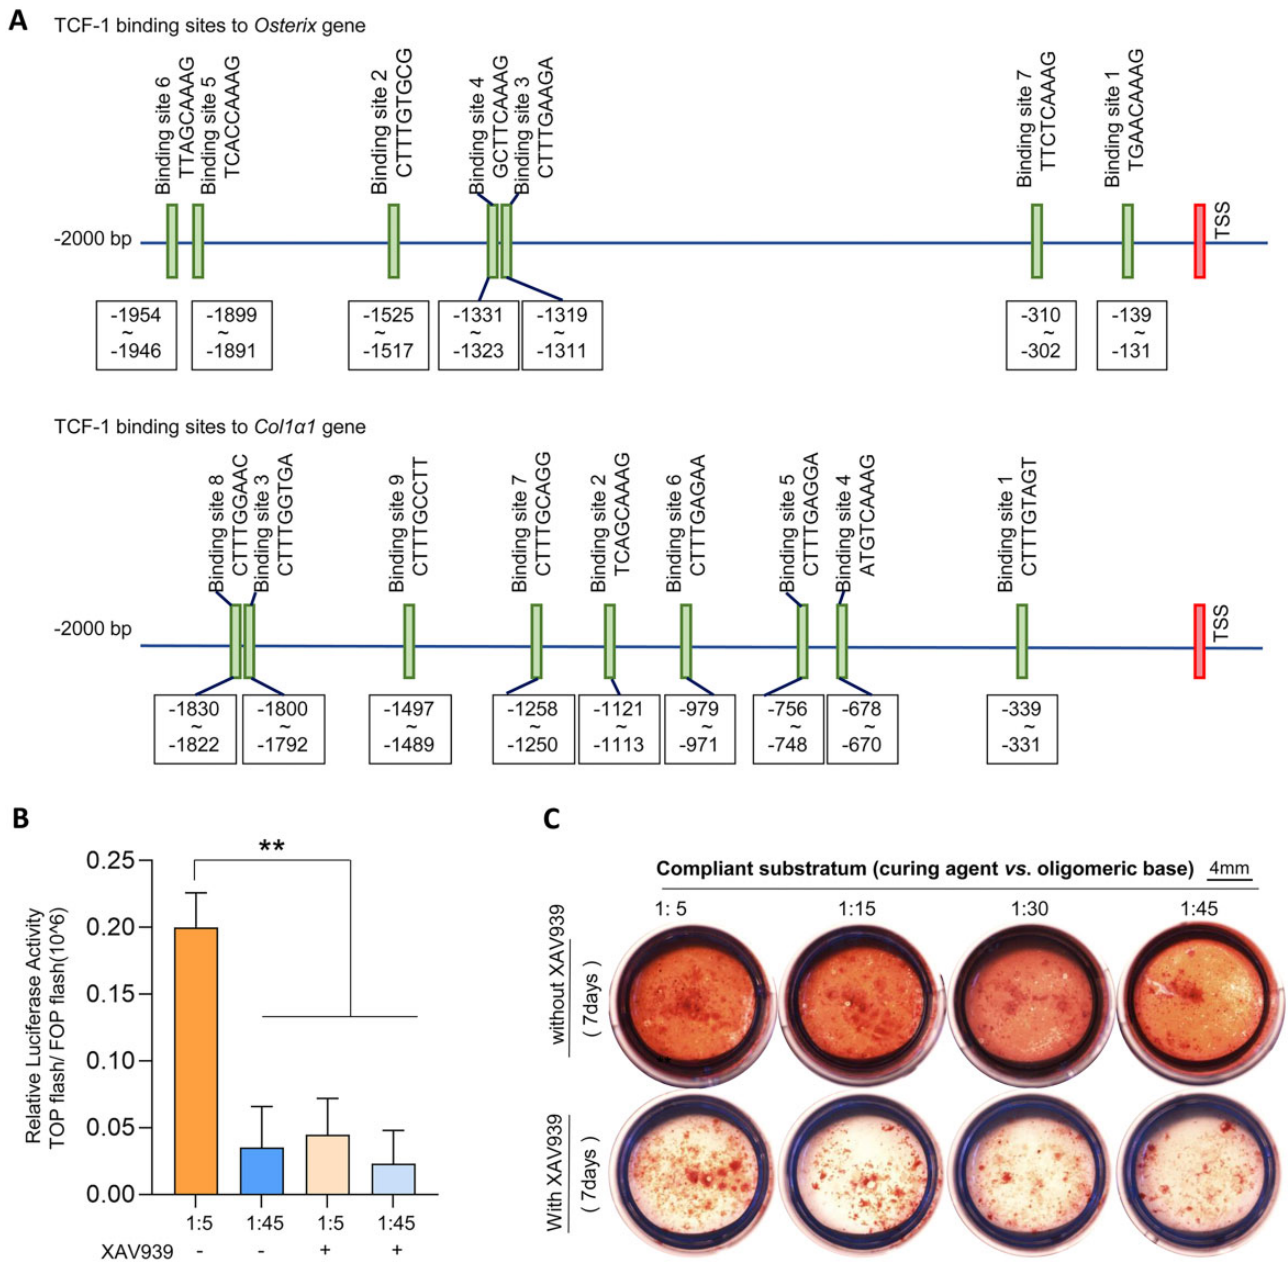 A
TCF-1 binding sites to Osterix gene
Binding site 6
TTAGCAAAG
Binding site 5
TCACCAAAG
Binding site 2
CTTTGTGCG
Binding site 4
GCTTCAAAG
Binding site 3
CTTTGAAGA
Binding site 7
TTCTCAAAG
Binding site 1
TGAACAAAG
-2000 bp
TSS
-1954
~
-1946
-1899
~
-1891
-1525
~
-1517
-1331
~
-1323
-1319
~
-1311
-310
~
-302
-139
~
-131
TCF-1 binding sites to Col1α1 gene
Binding site 8
CTTTGGAAC
Binding site 3
CTTTGGTGA
Binding site 9
CTTTGCCTT
Binding site 7
CTTTGCAGG
Binding site 2
TCAGCAAAG
Binding site 6
CTTTGAGAA
Binding site 5
CTTTGAGGA
Binding site 4
ATGTCAAAG
Binding site 1
CTTTGTAGT
-2000 bp
TSS
-1830
~
-1822
-1800
~
-1792
-1497
~
-1489
-1258
~
-1250
-1121
~
-1113
-979
~
-971
-756
~
-748
-678
~
-670
-339
~
-331
B
Relative Luciferase Activity
TOP flash/ FOP flash(10^6)
0.25
0.20
0.15
0.10
0.05
0.00
**
1:5 1:45 1:5 1:45
XAV939 - - + +
C
Compliant substratum (curing agent vs. oligomeric base) 4mm
1: 5 1:15 1:30 1:45
without XAV939
( 7days )
With XAV939
( 7days )